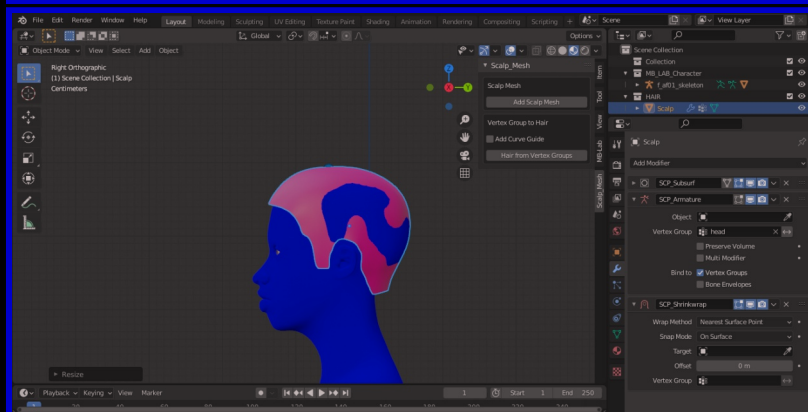 File Edit Render Window Help Layout Modeling Sculpting UV Editing Texture Paint Shading Animation Rendering Compositing Scripting + Scene View Layer
Global Options
Object Mode View Select Add Object
Right Orthographic
(1) Scene Collection | Scalp
Centimeters
Z
Y
Scalp_Mesh
Scalp Mesh
Add Scalp Mesh
Vertex Group to Hair
Add Curve Guide
Hair from Vertex Groups
Item
Tool
View
MB-Lab
Scalp_Mesh
Resize
Scene Collection
Collection
MB_LAB_Character
f_af01_skeleton
HAIR
Scalp
Scalp
Add Modifier
SCP_Subsurf
SCP_Armature
Object
Vertex Group head
Preserve Volume
Multi Modifier
Bind to Vertex Groups
Bone Envelopes
SCP_Shrinkwrap
Wrap Method Nearest Surface Point
Snap Mode On Surface
Target
Offset 0 m
Vertex Group
Playback Keying View Marker 1 Start 1 End 250